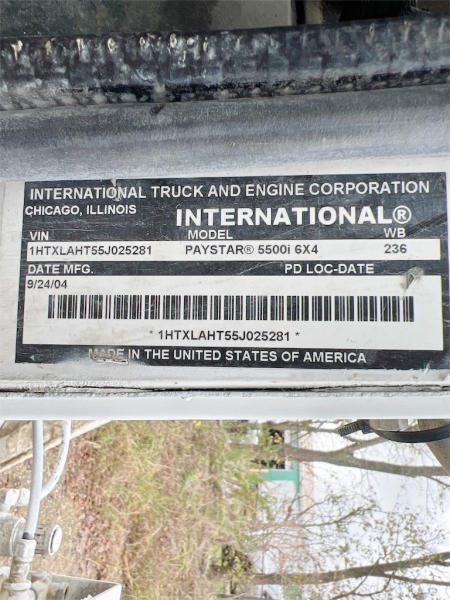 INTERNATIONAL TRUCK AND ENGINE CORPORATION
CHICAGO, ILLINOIS INTERNATIONAL®
VIN MODEL WB
1HTXLAHT55J025281 PAYSTAR® 5500i 6X4 236
DATE MFG. PD LOC-DATE
9/24/04
* 1HTXLAHT55J025281 *
MADE IN THE UNITED STATES OF AMERICA